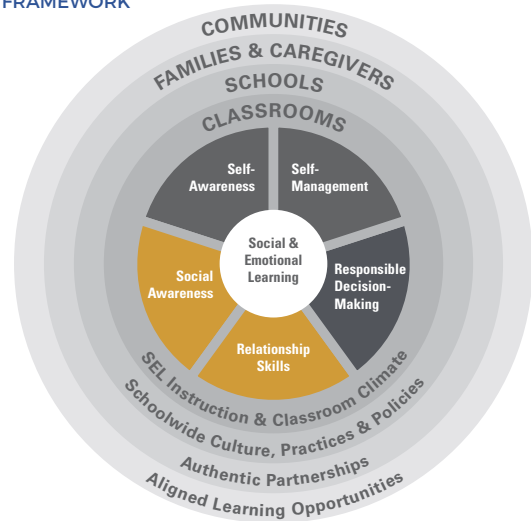 FRAMEWORK
COMMUNITIES
FAMILIES & CAREGIVERS
SCHOOLS
CLASSROOMS
Self-
Awareness
Self-
Management
Social &
Emotional
Learning
Social
Awareness
Responsible
Decision-
Making
Relationship
Skills
SEL Instruction & Classroom Climate
Schoolwide Culture, Practices & Policies
Authentic Partnerships
Aligned Learning Opportunities